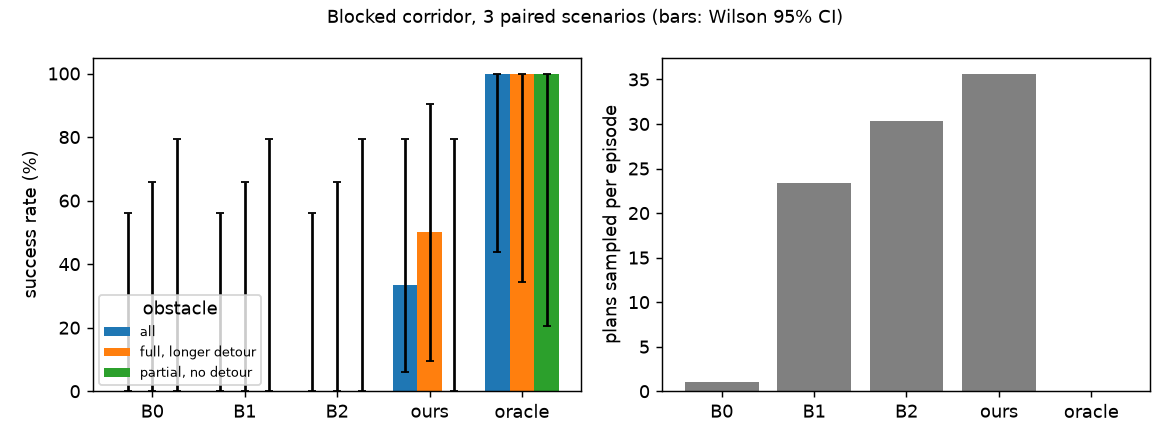 Blocked corridor, 3 paired scenarios (bars: Wilson 95% CI)
success rate (%)
100
80
60
40
20
0
obstacle
all
full, longer detour
partial, no detour
B0 B1 B2 ours oracle
plans sampled per episode
35
30
25
20
15
10
5
0
B0 B1 B2 ours oracle